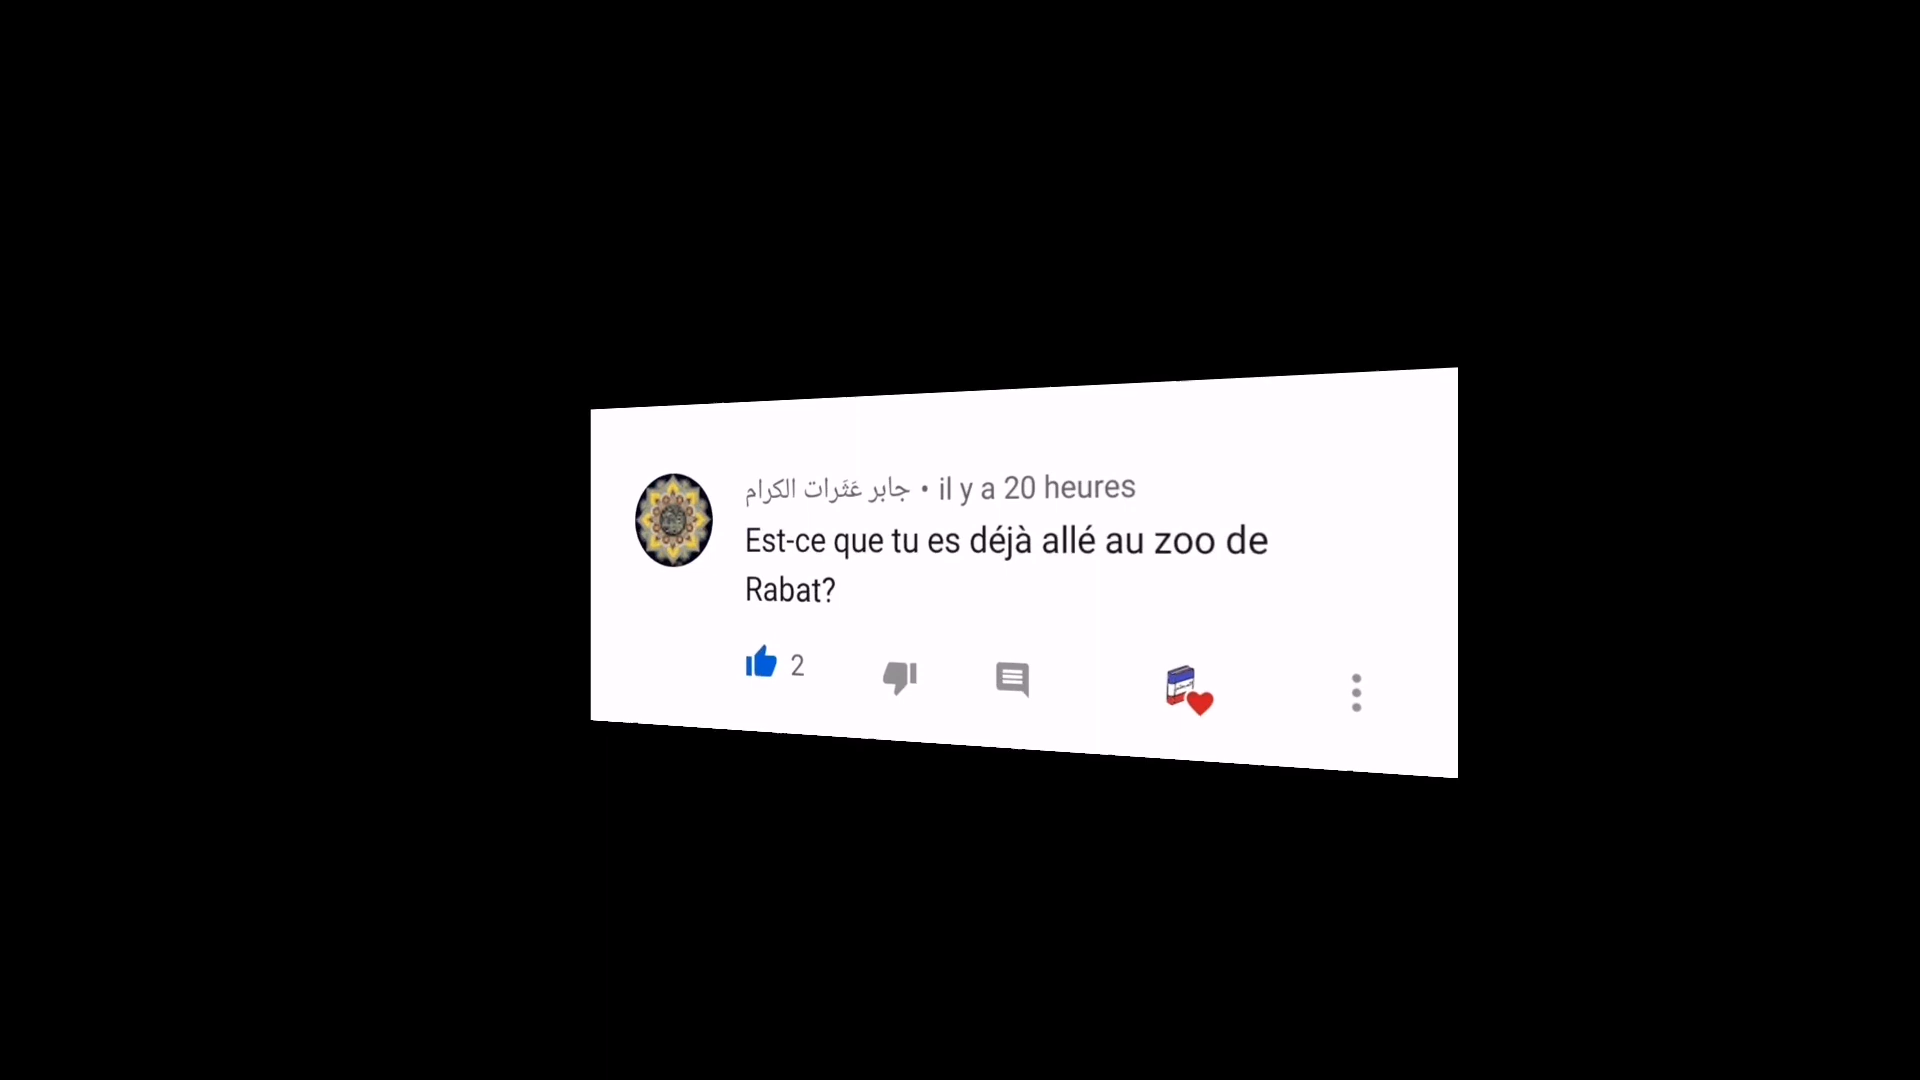 جابر عَثَرات الكرام • il y a 20 heures
Est-ce que tu es déjà allé au zoo de
Rabat?
2